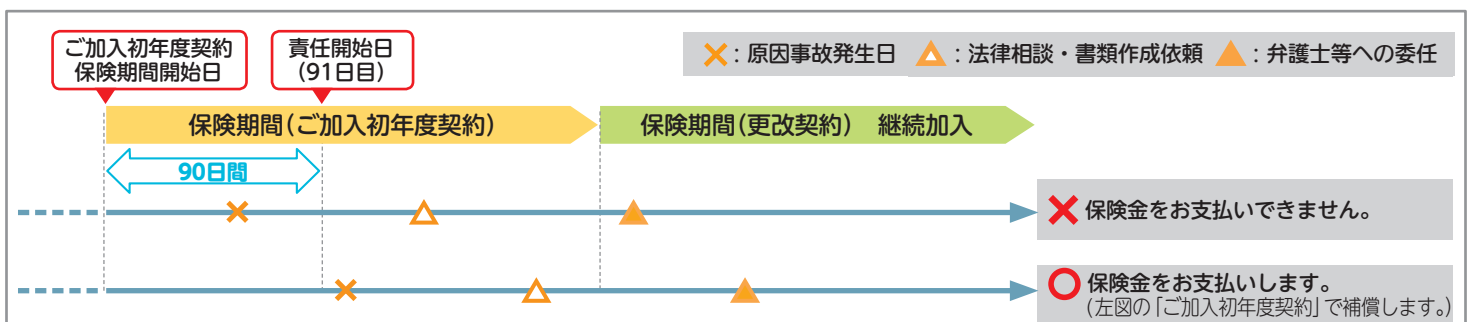 ご加入初年度契約
保険期間開始日
責任開始日
(91日目)
:原因事故発生日 :法律相談・書類作成依頼 :弁護士等への委任
保険期間(ご加入初年度契約)
保険期間(更改契約) 継続加入
90日間
保険金をお支払いできません。
保険金をお支払いします。
(左図の「ご加入初年度契約」で補償します。)